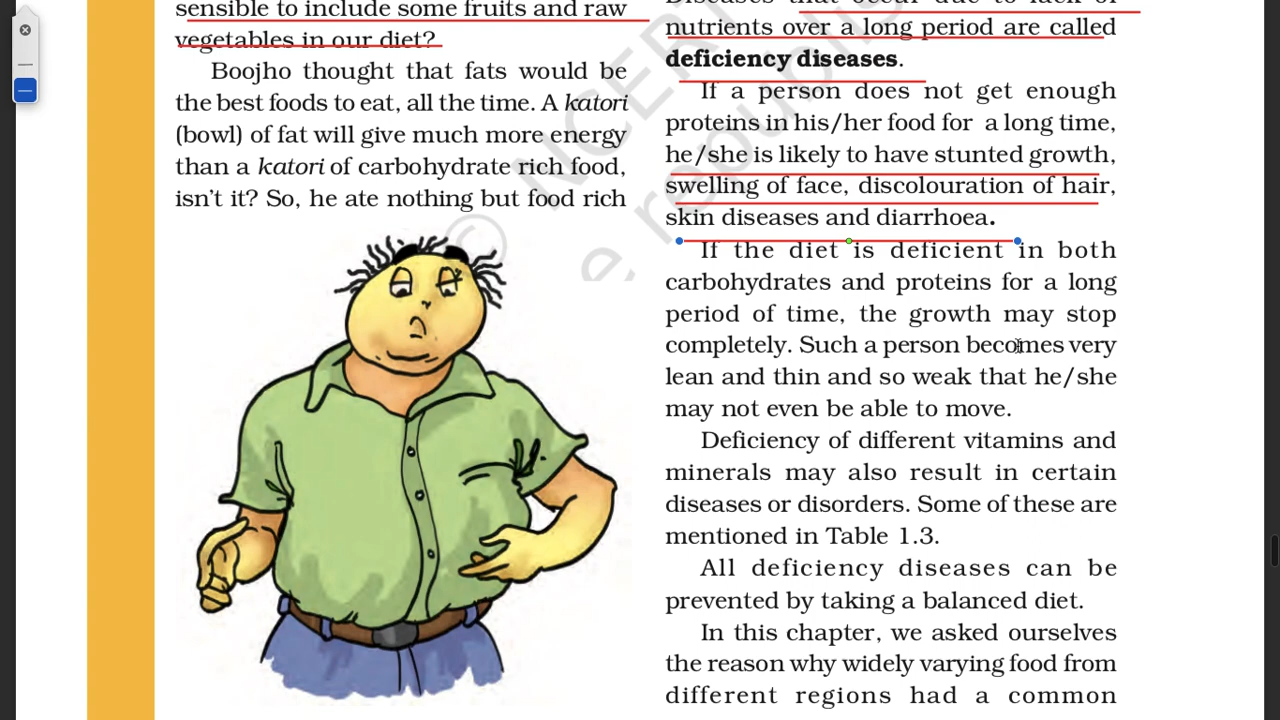 sensible to include some fruits and raw
vegetables in our diet?
Boojho thought that fats would be
the best foods to eat, all the time. A katori
(bowl) of fat will give much more energy
than a katori of carbohydrate rich food,
isn't it? So, he ate nothing but food rich
Diseases that occur due to lack of
nutrients over a long period are called
deficiency diseases.
If a person does not get enough
proteins in his/her food for a long time,
he/she is likely to have stunted growth,
swelling of face, discolouration of hair,
skin diseases and diarrhoea.
If the diet is deficient in both
carbohydrates and proteins for a long
period of time, the growth may stop
completely. Such a person becomes very
lean and thin and so weak that he/she
may not even be able to move.
Deficiency of different vitamins and
minerals may also result in certain
diseases or disorders. Some of these are
mentioned in Table 1.3.
All deficiency diseases can be
prevented by taking a balanced diet.
In this chapter, we asked ourselves
the reason why widely varying food from
different regions had a common
© NCERT
e republis